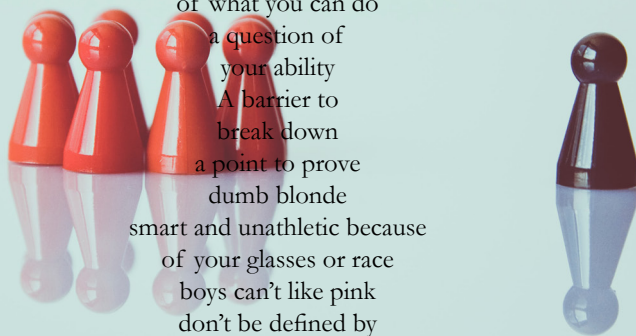 of what you can do
a question of
your ability
A barrier to
break down
a point to prove
dumb blonde
smart and unathletic because
of your glasses or race
boys can't like pink
don't be defined by